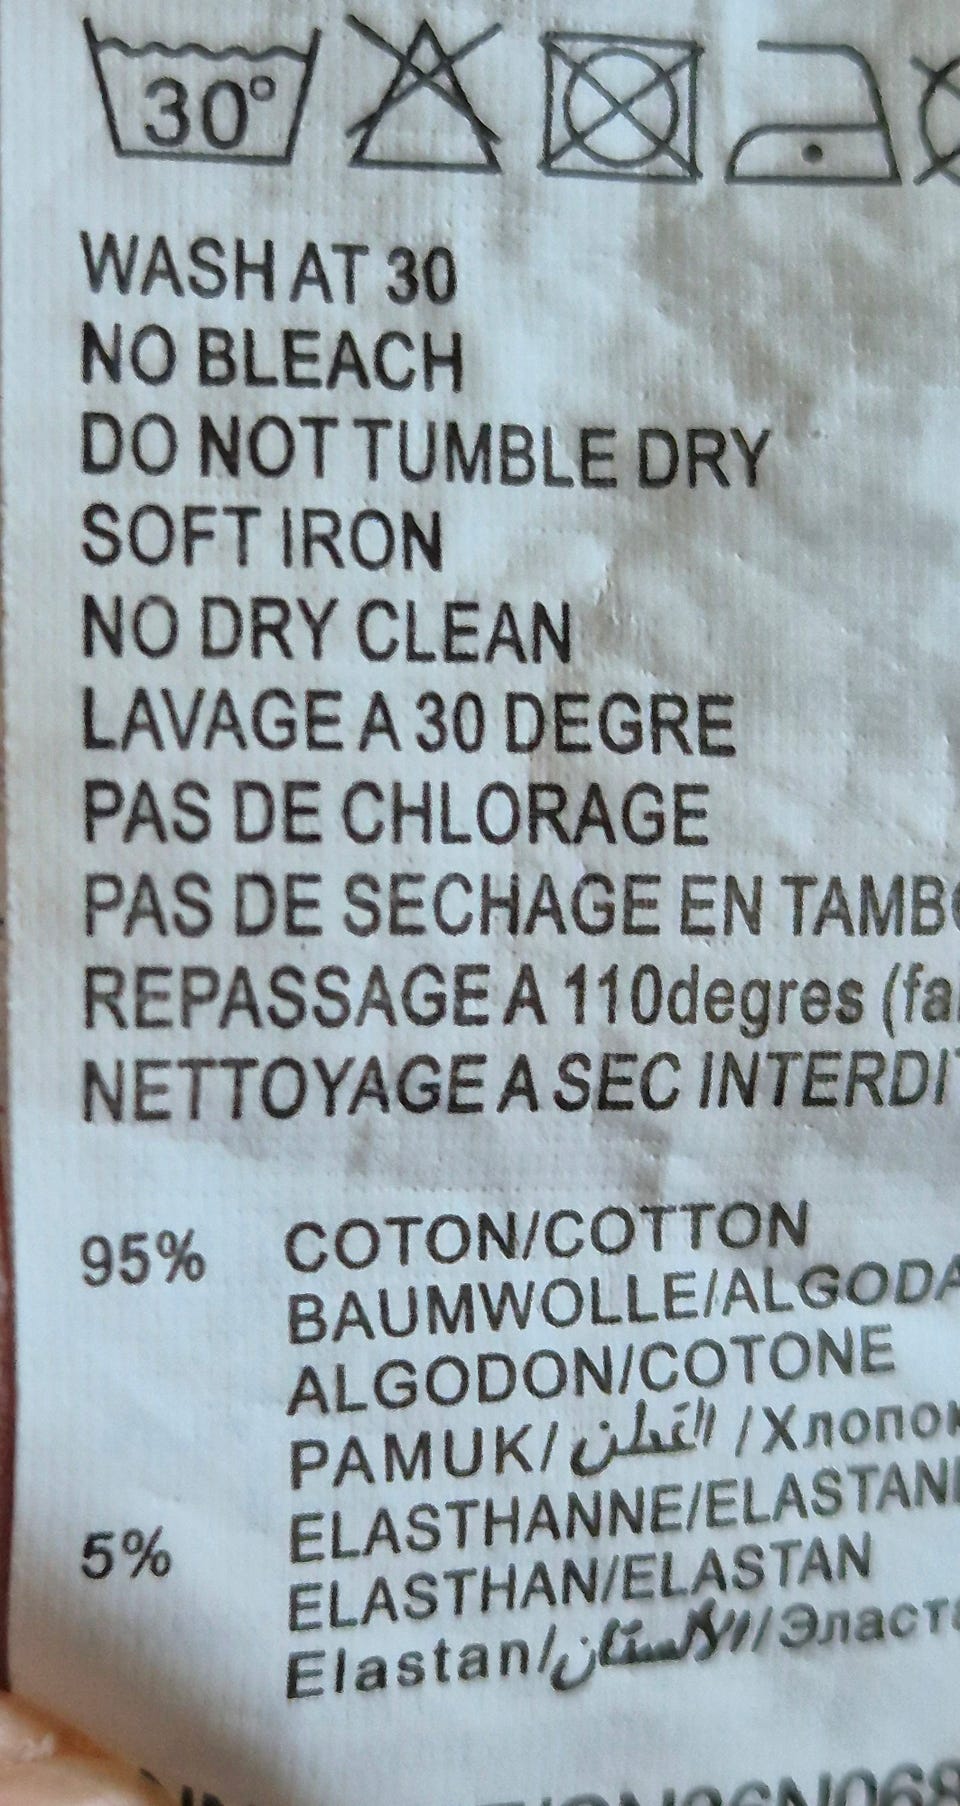 30°
WASH AT 30
NO BLEACH
DO NOT TUMBLE DRY
SOFT IRON
NO DRY CLEAN
LAVAGE A 30 DEGRE
PAS DE CHLORAGE
PAS DE SECHAGE EN
REPASSAGE A 110degres
NETTOYAGE A SEC INTERDIT
95% COTON/COTTON
BAUMWOLLE/ALGODA
ALGODON/COTONE
PAMUK/القطن/Хлопок
5% ELASTHANNE/ELASTAN
ELASTHAN/ELASTAN
Elastan/الألاستان/Эласт